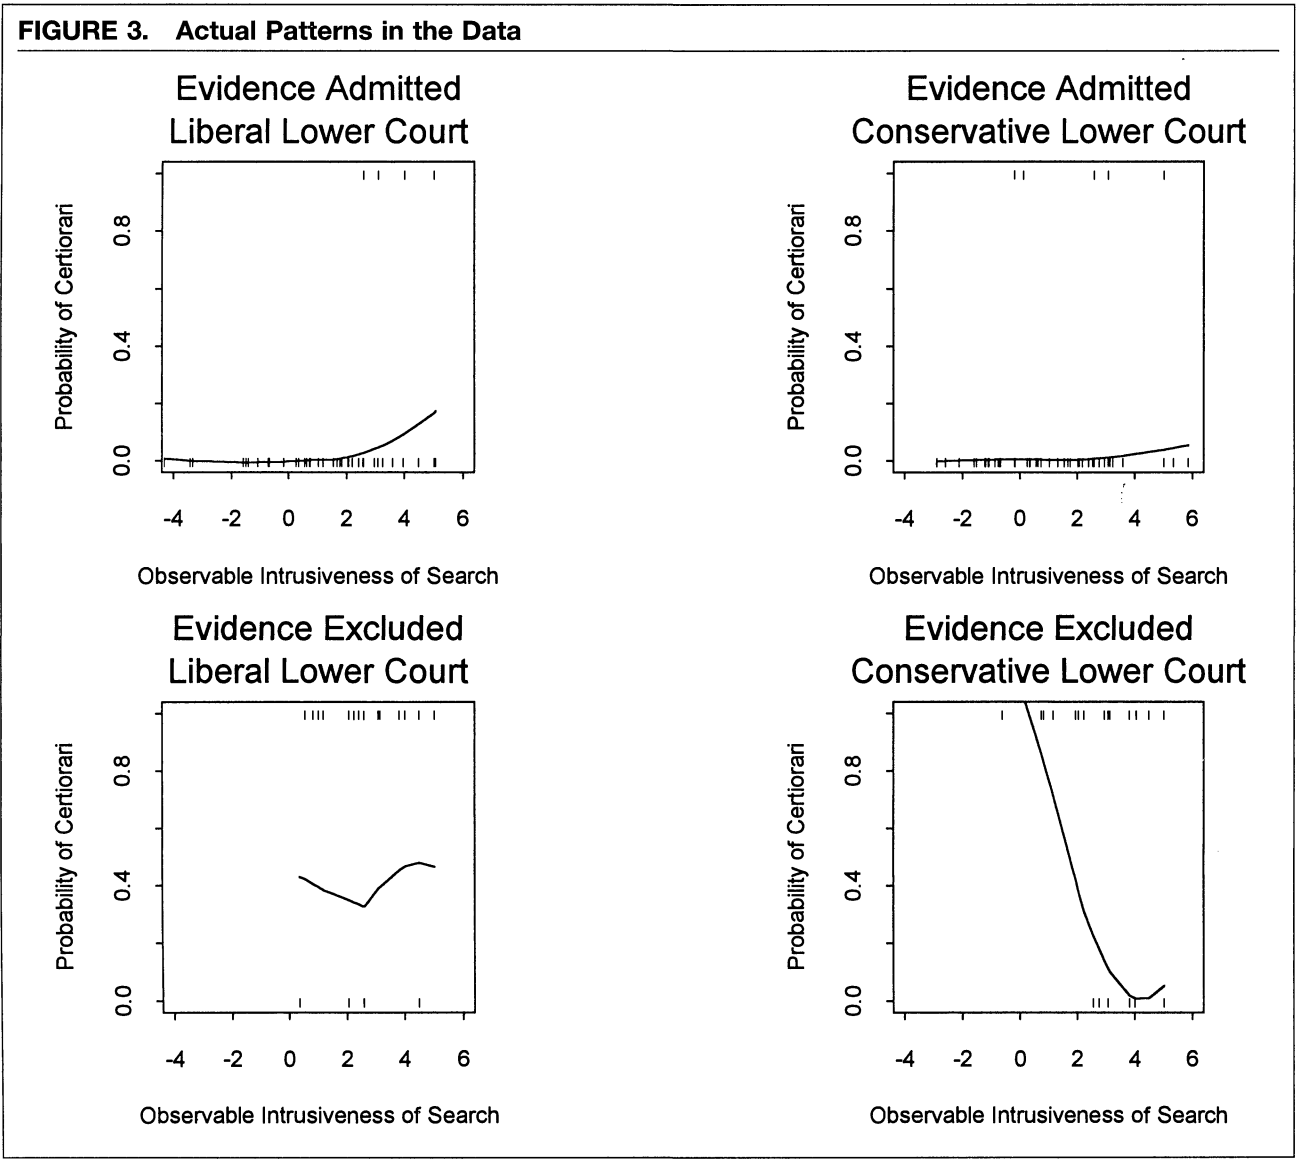 FIGURE 3. Actual Patterns in the Data
Evidence Admitted
Liberal Lower Court
Probability of Certiorari
0.8
0.4
0.0
-4 -2 0 2 4 6
Observable Intrusiveness of Search
Evidence Admitted
Conservative Lower Court
Probability of Certiorari
0.8
0.4
0.0
-4 -2 0 2 4 6
Observable Intrusiveness of Search
Evidence Excluded
Liberal Lower Court
Probability of Certiorari
0.8
0.4
0.0
-4 -2 0 2 4 6
Observable Intrusiveness of Search
Evidence Excluded
Conservative Lower Court
Probability of Certiorari
0.8
0.4
0.0
-4 -2 0 2 4 6
Observable Intrusiveness of Search